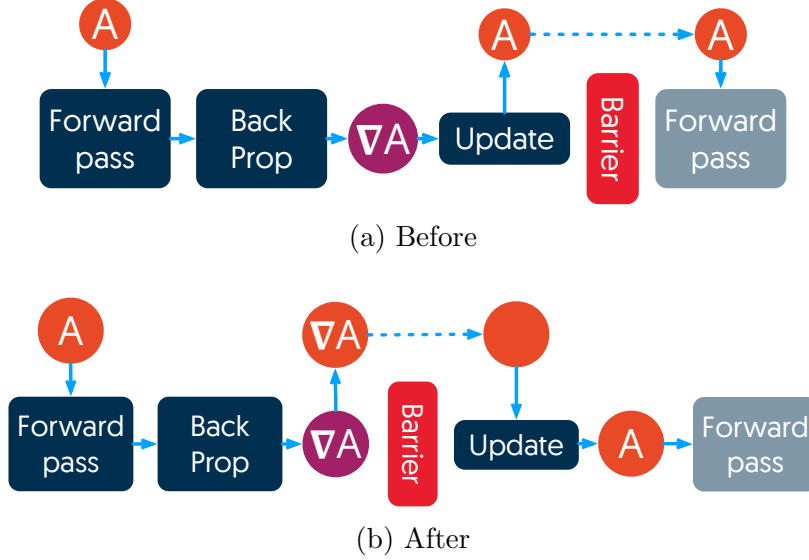 A
A
A
Forward
pass
Back
Prop
∇A
Update
Barrier
Forward
pass
(a) Before
A
∇A
Forward
pass
Back
Prop
∇A
Barrier
Update
A
Forward
pass
(b) After